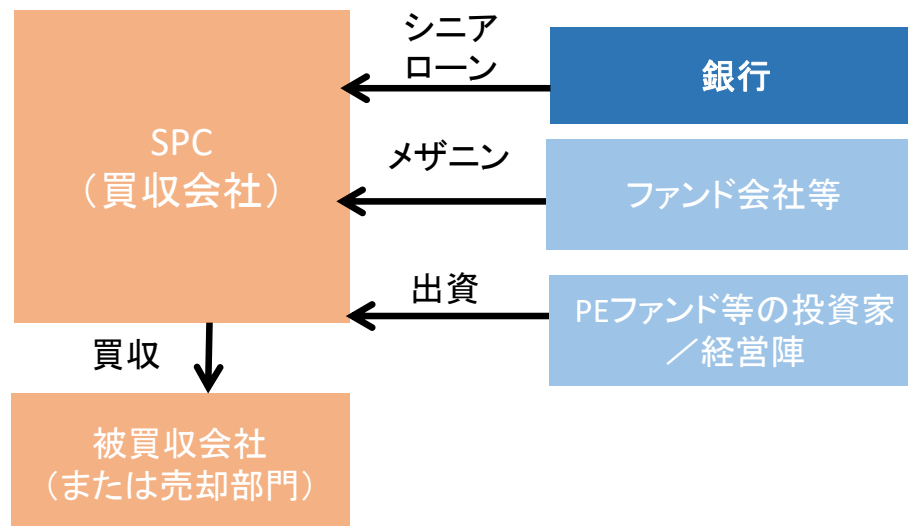 シニア
ローン
銀行
SPC
（買収会社）
メザニン
ファンド会社等
出資
PEファンド等の投資家
／経営陣
買収
被買収会社
（または売却部門）